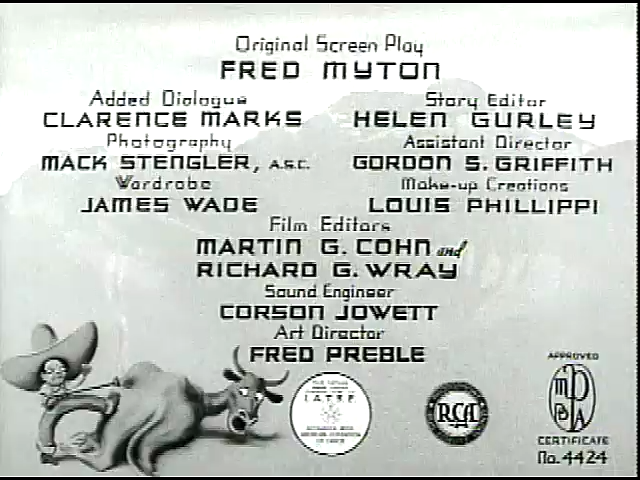 Original Screen Play
FRED MYTON
Added Dialogue
CLARENCE MARKS
Story Editor
HELEN GURLEY
Photography
MACK STENGLER, A.S.C.
Assistant Director
GORDON S. GRIFFITH
Wardrobe
JAMES WADE
Make-up Creations
LOUIS PHILLIPPI
Film Editors
MARTIN G. COHN and
RICHARD G. WRAY
Sound Engineer
CORSON JOWETT
Art Director
FRED PREBLE
I.A.T.S.E.
RCA
APPROVED
MPPDA
CERTIFICATE
No. 4424